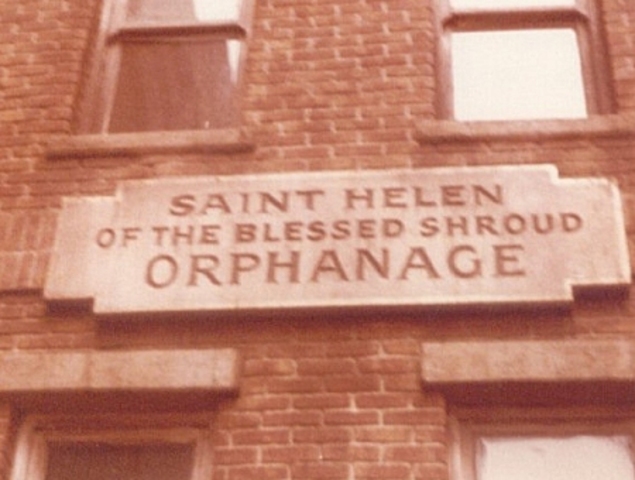 SAINT HELEN
OF THE BLESSED SHROUD
ORPHANAGE